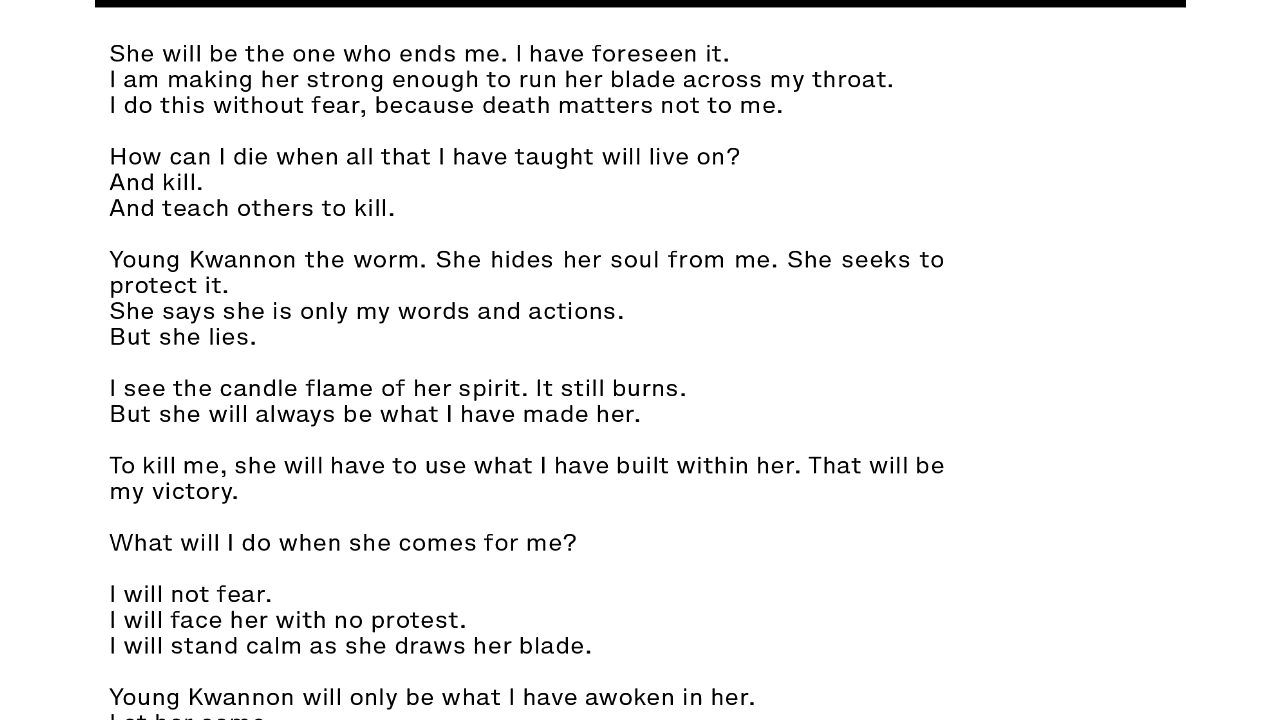 She will be the one who ends me. I have foreseen it.
I am making her strong enough to run her blade across my throat.
I do this without fear, because death matters not to me.
How can I die when all that I have taught will live on?
And kill.
And teach others to kill.
Young Kwannon the worm. She hides her soul from me. She seeks to
protect it.
She says she is only my words and actions.
But she lies.
I see the candle flame of her spirit. It still burns.
But she will always be what I have made her.
To kill me, she will have to use what I have built within her. That will be
my victory.
What will I do when she comes for me?
I will not fear.
I will face her with no protest.
I will stand calm as she draws her blade.
Young Kwannon will only be what I have awoken in her.
Let her come.